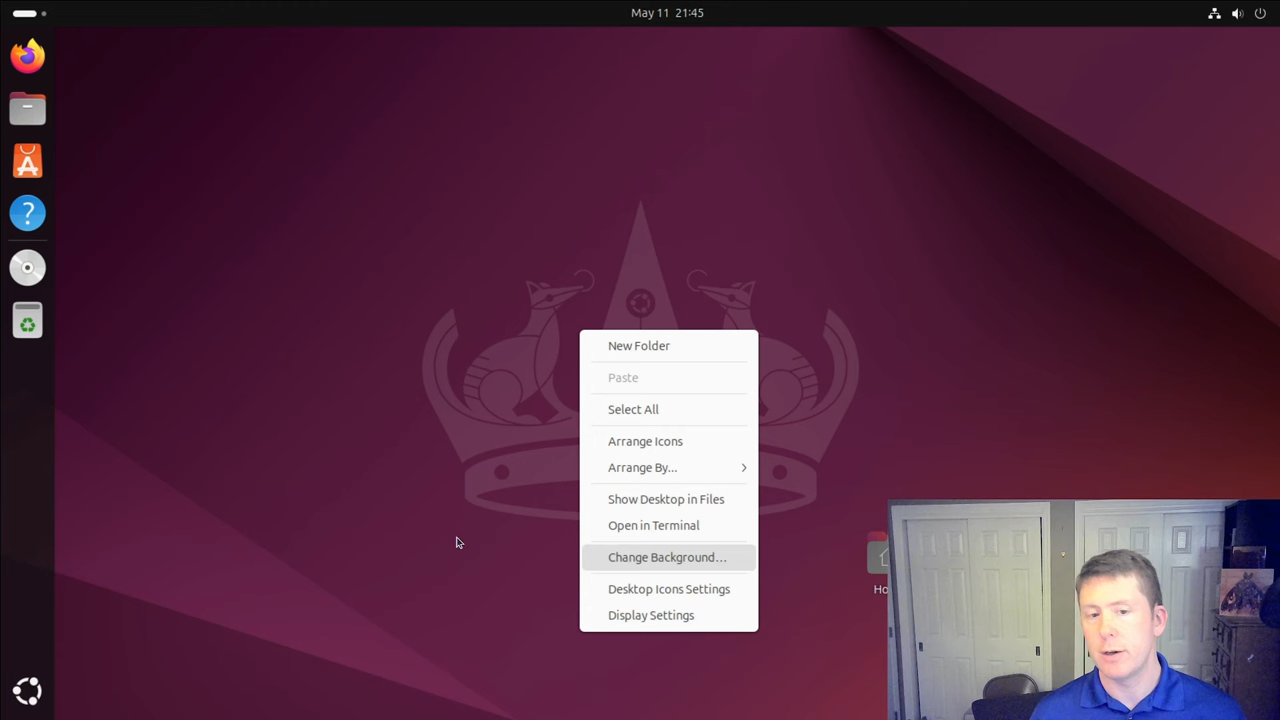 May 11 21:45
New Folder
Paste
Select All
Arrange Icons
Arrange By...
Show Desktop in Files
Open in Terminal
Change Background…
Desktop Icons Settings
Display Settings
Ho